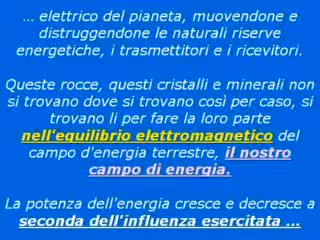 ... elettrico del pianeta, muovendone e
distruggendone le naturali riserve
energetiche, i trasmettitori e i ricevitori.
Queste rocce, questi cristalli e minerali non
si trovano dove si trovano così per caso, si
trovano li per fare la loro parte
nell'equilibrio elettromagnetico del
campo d'energia terrestre, il nostro
campo di energia.
La potenza dell'energia cresce e decresce a
seconda dell'influenza esercitata ...